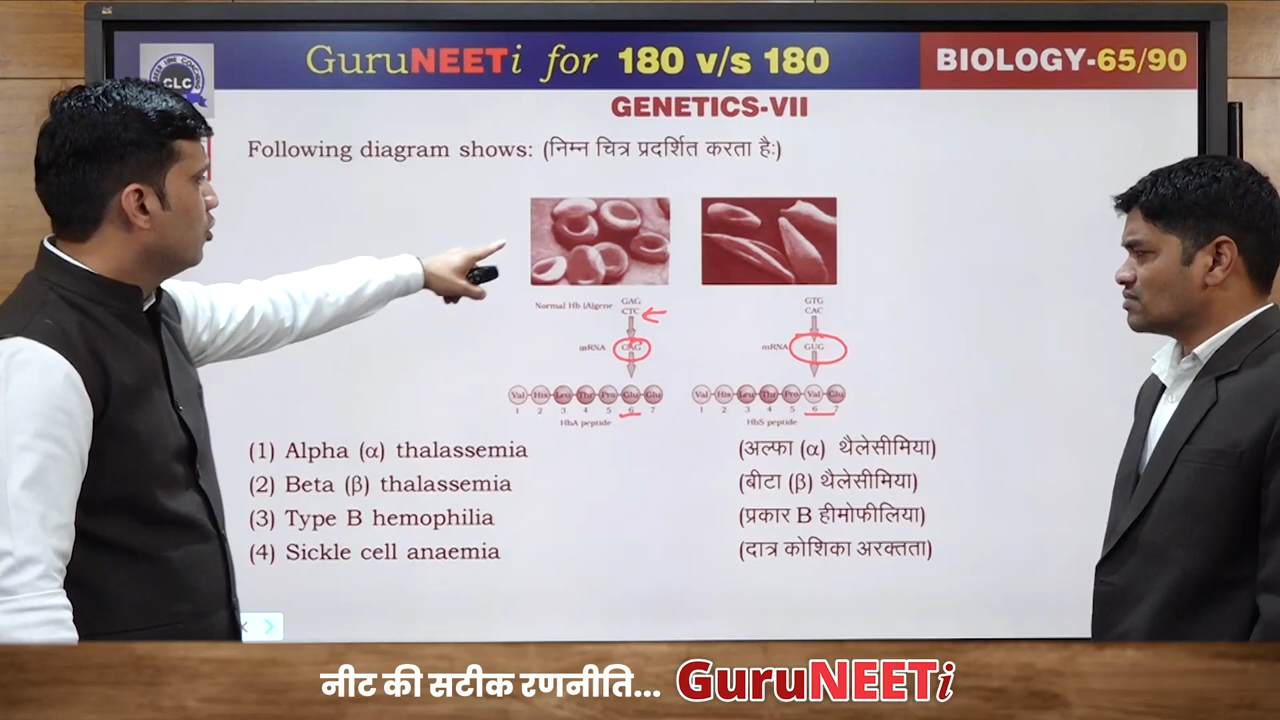 GuruNEETi for 180 v/s 180
BIOLOGY-65/90
CLC
GENETICS-VII
Following diagram shows: (निम्न चित्र प्रदर्शित करता हैः)
Normal Hb (A)gene
GAG
CTC
GTG
CAC
mRNA
GAG
mRNA
GUG
Val His Leu Thr Pro Glu Glu
Val His Leu Thr Pro Val Glu
1 2 3 4 5 6 7
1 2 3 4 5 6 7
HbA peptide
HbS peptide
(1) Alpha (α) thalassemia (अल्फा (α) थैलेसीमिया)
(2) Beta (β) thalassemia (बीटा (β) थैलेसीमिया)
(3) Type B hemophilia (प्रकार B हीमोफीलिया)
(4) Sickle cell anaemia (दात्र कोशिका अरक्तता)
नीट की सटीक रणनीति... GuruNEETi